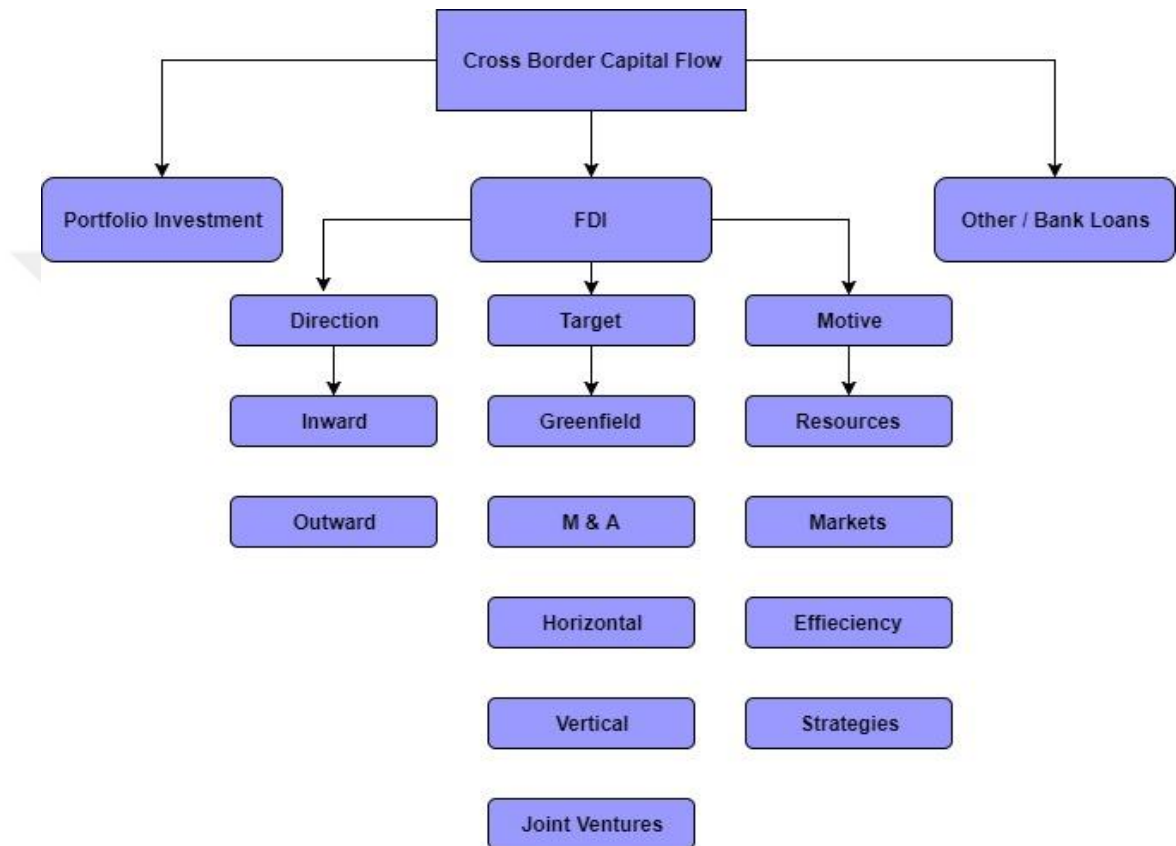 Cross Border Capital Flow
Portfolio Investment
FDI
Other / Bank Loans
Direction
Target
Motive
Inward
Greenfield
Resources
Outward
M & A
Markets
Horizontal
Effieciency
Vertical
Strategies
Joint Ventures